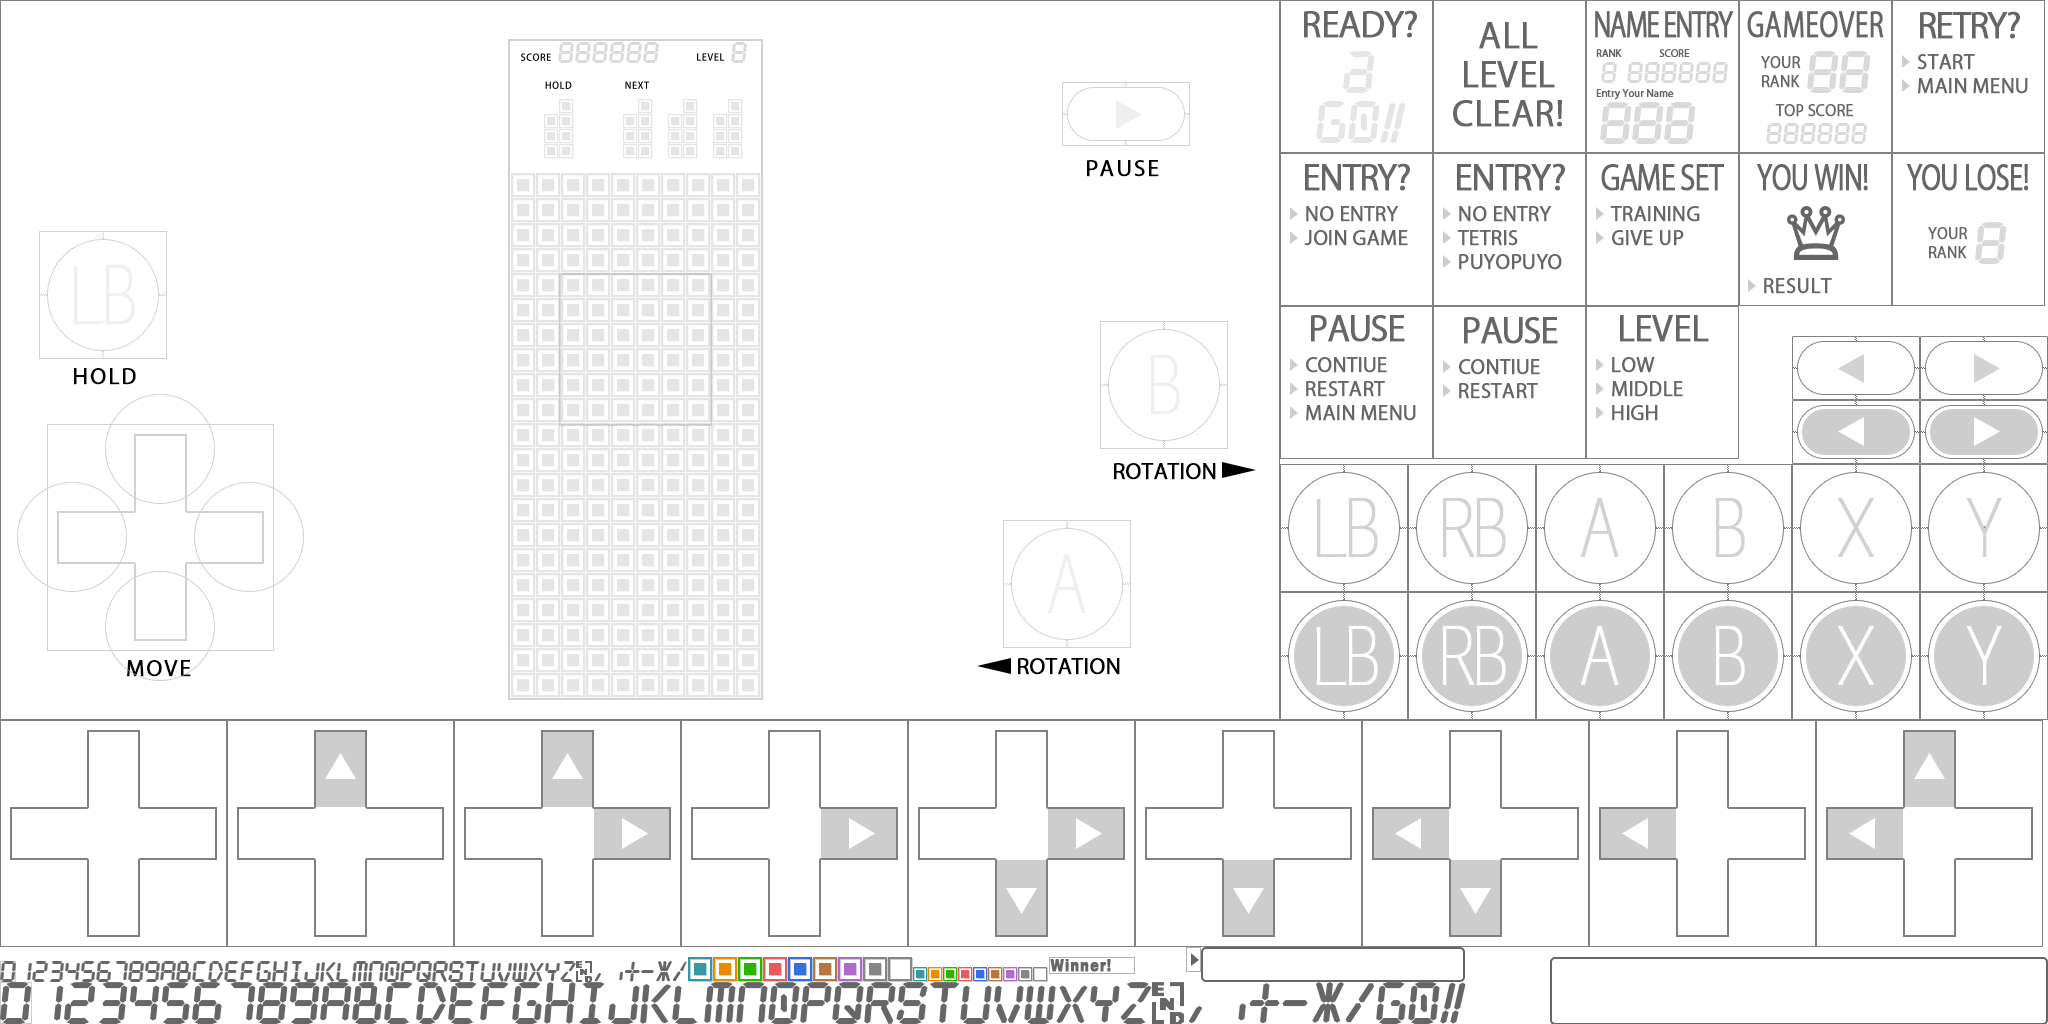 SCORE 888888 LEVEL 8
HOLD NEXT
PAUSE
LB
HOLD
B
ROTATION
A
ROTATION
MOVE
READY?
GO!!
ALL
LEVEL
CLEAR!
NAME ENTRY
RANK SCORE
8 888888
Entry Your Name
888
GAMEOVER
YOUR
RANK 88
TOP SCORE
888888
RETRY?
START
MAIN MENU
ENTRY?
NO ENTRY
JOIN GAME
ENTRY?
NO ENTRY
TETRIS
PUYOPUYO
GAME SET
TRAINING
GIVE UP
YOU WIN!
RESULT
YOU LOSE!
YOUR
RANK 8
PAUSE
CONTIUE
RESTART
MAIN MENU
PAUSE
CONTIUE
RESTART
LEVEL
LOW
MIDDLE
HIGH
LB RB A B X Y
LB RB A B X Y
0123456789ABCDEFGHIJKLMNOPQRSTUVWXYZ END
Winner!
0123456789ABCDEFGHIJKLMNOPQRSTUVWXYZ END GO!!